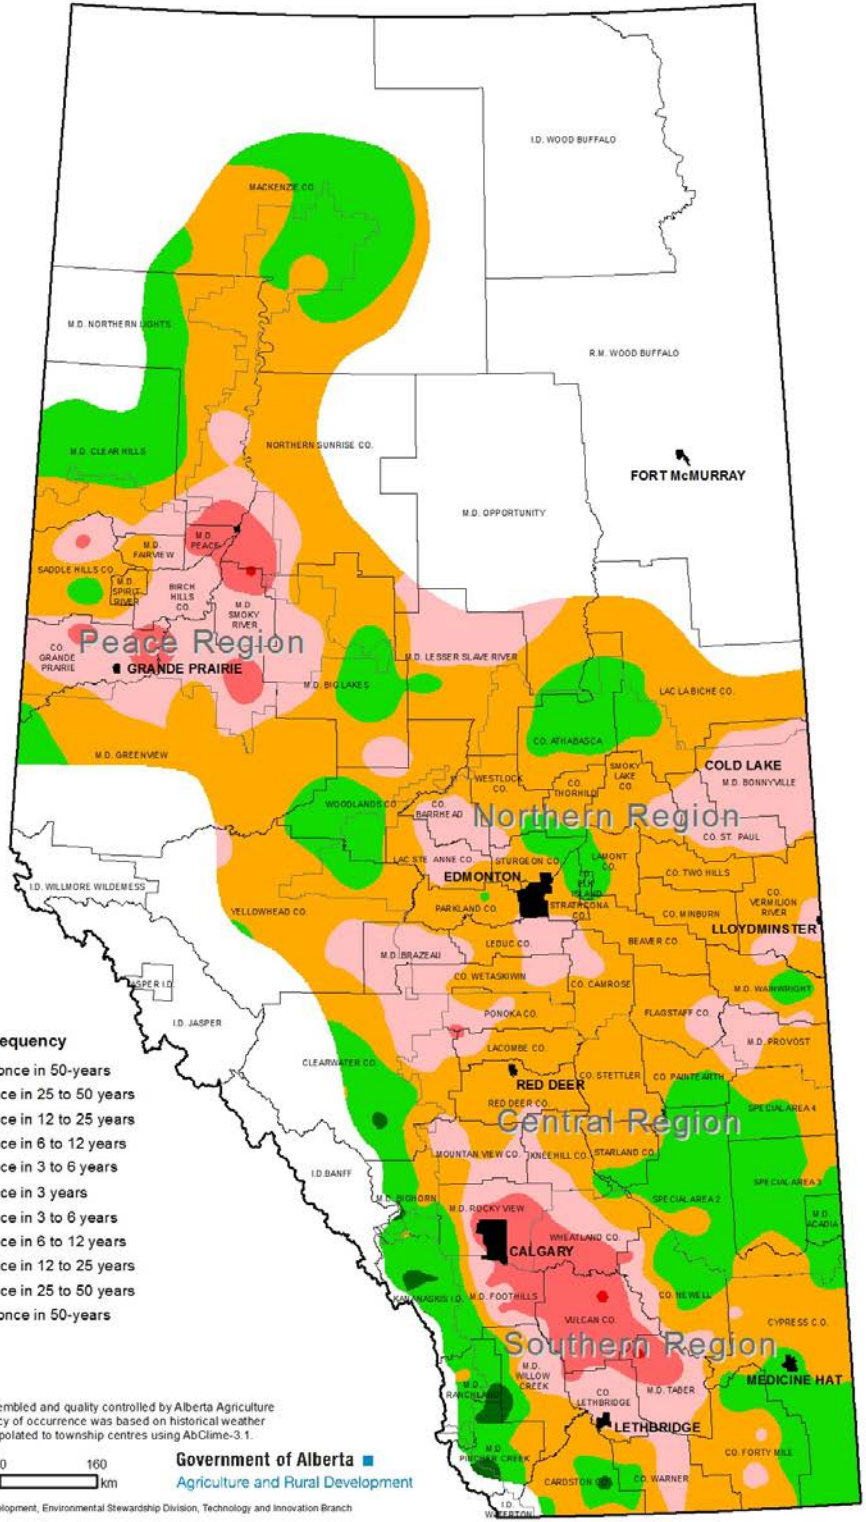 I.D. WOOD BUFFALO
MACKENZIE CO.
M.D. NORTHERN LIGHTS
R.M. WOOD BUFFALO
M.D. CLEAR HILLS
NORTHERN SUNRISE CO.
FORT McMURRAY
M.D. OPPORTUNITY
M.D.
PEACE
M.D.
FAIRVIEW
SADDLE HILLS CO.
M.D.
SPIRIT
RIVER
BIRCH
HILLS
CO.
M.D.
SMOKY
RIVER
Peace Region
CO.
GRANDE
PRAIRIE
GRANDE PRAIRIE
M.D. LESSER SLAVE RIVER
M.D. BIG LAKES
LAC LA BICHE CO.
CO. ATHABASCA
M.D. GREENVIEW
COLD LAKE
M.D. BONNYVILLE
WESTLOCK
CO.
CO.
THORHILD
SMOKY
LAKE
CO.
WOODLANDS CO.
CO.
BARRHEAD
Northern Region
CO. ST. PAUL
LAC STE. ANNE CO.
STURGEON CO.
LAMONT
CO.
EDMONTON
ELK
ISLAND
CO. TWO HILLS
I.D. WILLMORE WILDERNESS
YELLOWHEAD CO.
PARKLAND CO.
STRATHCONA
CO.
CO. MINBURN
CO.
VERMILION
RIVER
LLOYDMINSTER
M.D. BRAZEAU
LEDUC CO.
BEAVER CO.
CO. WETASKIWIN
CO. CAMROSE
M.D. WAINWRIGHT
JASPER I.D.
I.D. JASPER
PONOKA CO.
FLAGSTAFF CO.
M.D. PROVOST
LACOMBE CO.
CLEARWATER CO.
RED DEER
CO. STETTLER
CO. PAINTEARTH
RED DEER CO.
Central Region
SPECIAL AREA 4
MOUNTAIN VIEW CO.
KNEEHILL CO.
STARLAND CO.
I.D. BANFF
SPECIAL AREA 3
M.D. BIGHORN
SPECIAL AREA 2
M.D. ROCKY VIEW
M.D.
ACADIA
WHEATLAND CO.
CALGARY
KANANASKIS I.D.
M.D. FOOTHILLS
CO. NEWELL
VULCAN CO.
CYPRESS C.O.
Southern Region
M.D.
WILLOW
CREEK
MEDICINE HAT
M.D.
RANCHLAND
CO.
LETHBRIDGE
M.D. TABER
LETHBRIDGE
M.D.
PINCHER CREEK
CO. FORTY MILE
CARDSTON CO.
CO. WARNER
I.D.
WATERTON
equency
once in 50-years
ce in 25 to 50 years
ce in 12 to 25 years
ce in 6 to 12 years
ce in 3 to 6 years
ce in 3 years
ce in 3 to 6 years
ce in 6 to 12 years
ce in 12 to 25 years
ce in 25 to 50 years
once in 50-years
embled and quality controlled by Alberta Agriculture
cy of occurrence was based on historical weather
polated to township centres using AbClime-3.1.
0 160
km
Government of Alberta
Agriculture and Rural Development
elopment, Environmental Stewardship Division, Technology and Innovation Branch